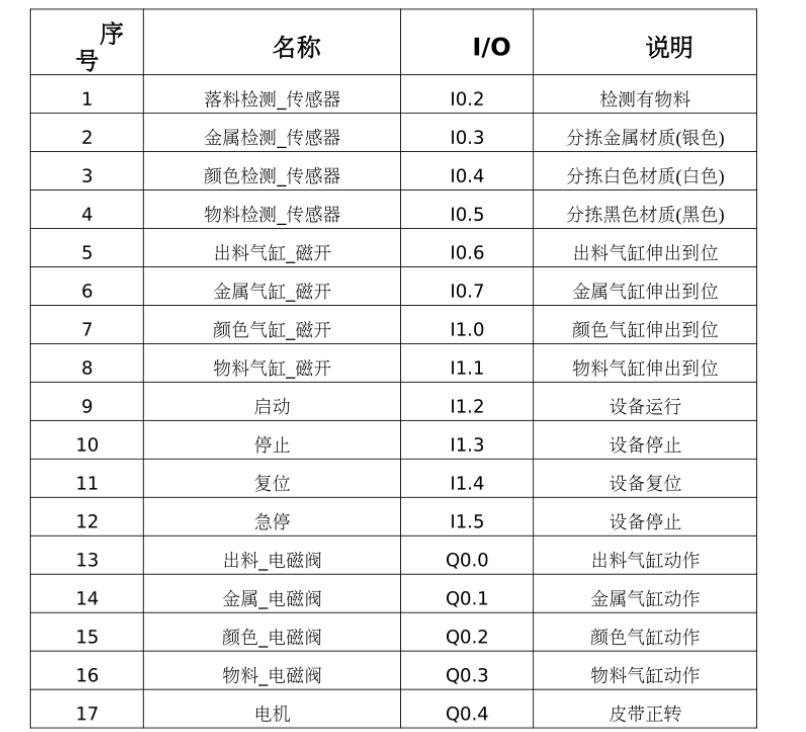 序号 名称 I/O 说明
1 落料检测_传感器 I0.2 检测有物料
2 金属检测_传感器 I0.3 分拣金属材质(银色)
3 颜色检测_传感器 I0.4 分拣白色材质(白色)
4 物料检测_传感器 I0.5 分拣黑色材质(黑色)
5 出料气缸_磁开 I0.6 出料气缸伸出到位
6 金属气缸_磁开 I0.7 金属气缸伸出到位
7 颜色气缸_磁开 I1.0 颜色气缸伸出到位
8 物料气缸_磁开 I1.1 物料气缸伸出到位
9 启动 I1.2 设备运行
10 停止 I1.3 设备停止
11 复位 I1.4 设备复位
12 急停 I1.5 设备停止
13 出料_电磁阀 Q0.0 出料气缸动作
14 金属_电磁阀 Q0.1 金属气缸动作
15 颜色_电磁阀 Q0.2 颜色气缸动作
16 物料_电磁阀 Q0.3 物料气缸动作
17 电机 Q0.4 皮带正转